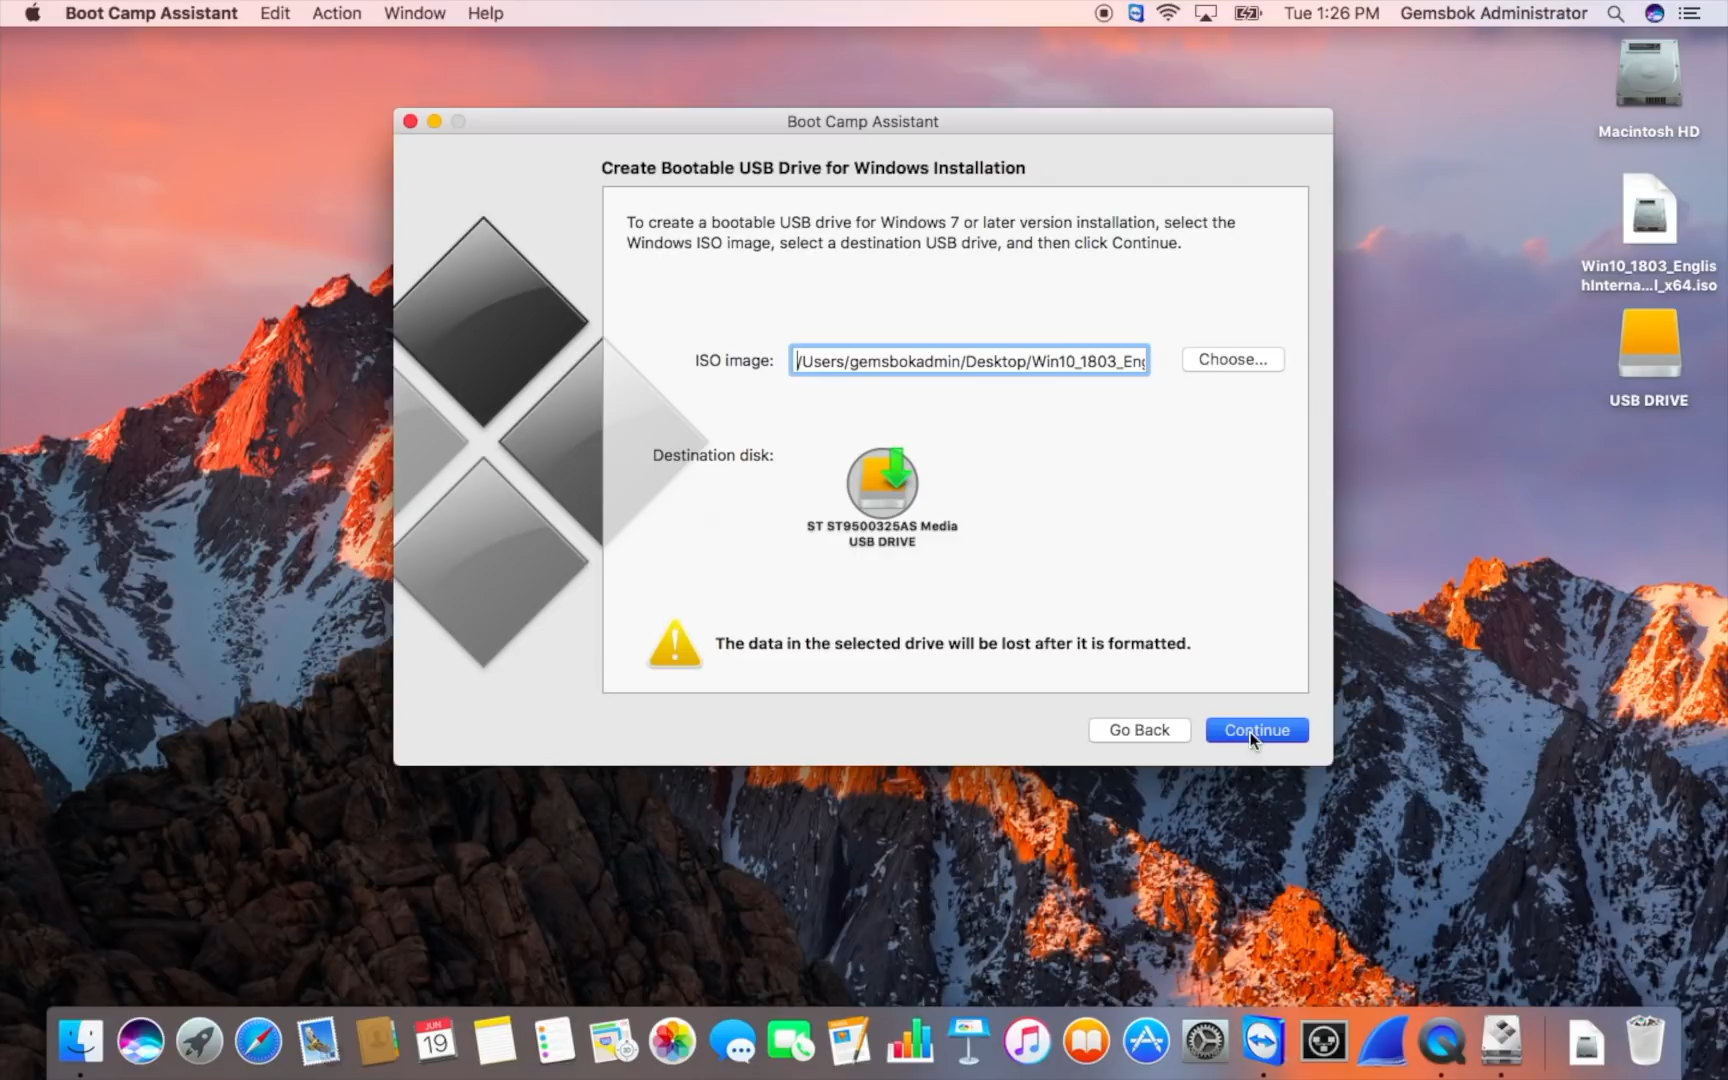 Boot Camp Assistant Edit Action Window Help
Tue 1:26 PM Gemsbok Administrator
Macintosh HD
Win10_1803_Englis
hInterna...l_x64.iso
USB DRIVE
Boot Camp Assistant
Create Bootable USB Drive for Windows Installation
To create a bootable USB drive for Windows 7 or later version installation, select the
Windows ISO image, select a destination USB drive, and then click Continue.
ISO image: /Users/gemsbokadmin/Desktop/Win10_1803_Eng Choose...
Destination disk:
ST ST9500325AS Media
USB DRIVE
The data in the selected drive will be lost after it is formatted.
Go Back Continue
JUN
19